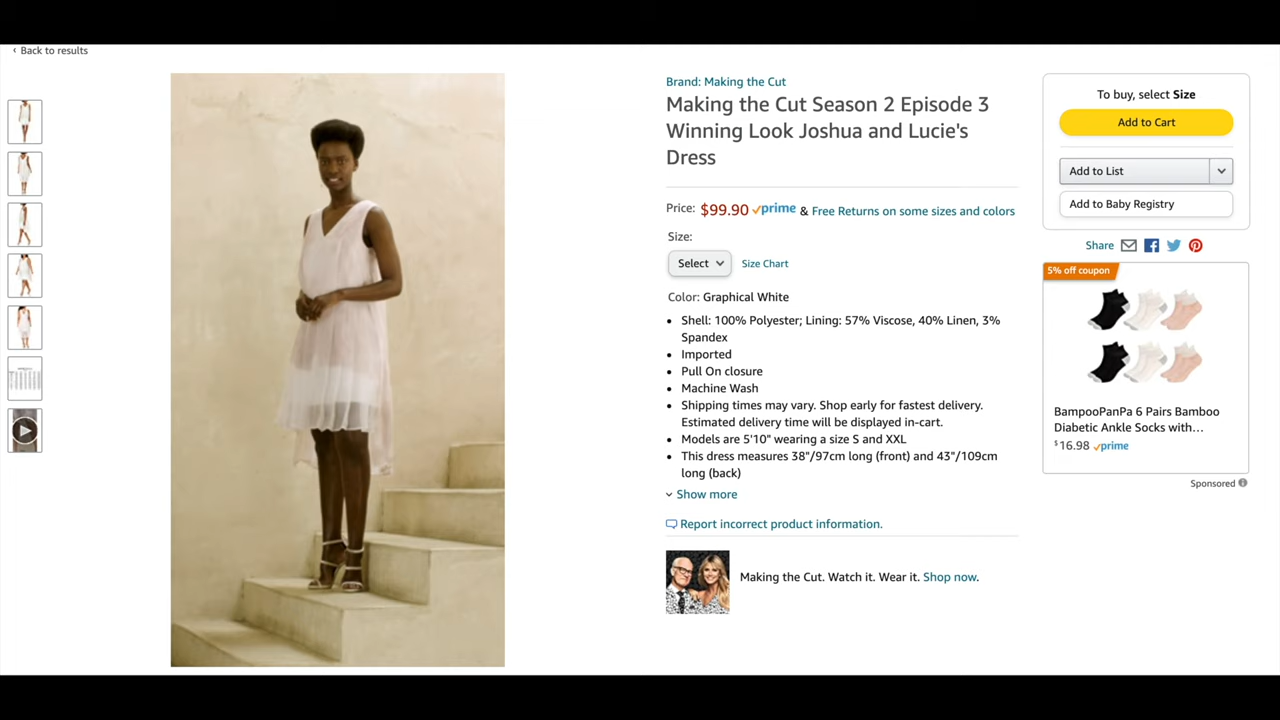 ‹ Back to results
Brand: Making the Cut
Making the Cut Season 2 Episode 3
Winning Look Joshua and Lucie's
Dress
Price: $99.90 prime & Free Returns on some sizes and colors
Size:
Select Size Chart
Color: Graphical White
• Shell: 100% Polyester; Lining: 57% Viscose, 40% Linen, 3%
Spandex
• Imported
• Pull On closure
• Machine Wash
• Shipping times may vary. Shop early for fastest delivery.
Estimated delivery time will be displayed in-cart.
• Models are 5'10" wearing a size S and XXL
• This dress measures 38"/97cm long (front) and 43"/109cm
long (back)
Show more
Report incorrect product information.
Making the Cut. Watch it. Wear it. Shop now.
To buy, select Size
Add to Cart
Add to List
Add to Baby Registry
Share
5% off coupon
BampooPanPa 6 Pairs Bamboo
Diabetic Ankle Socks with…
$16.98 prime
Sponsored